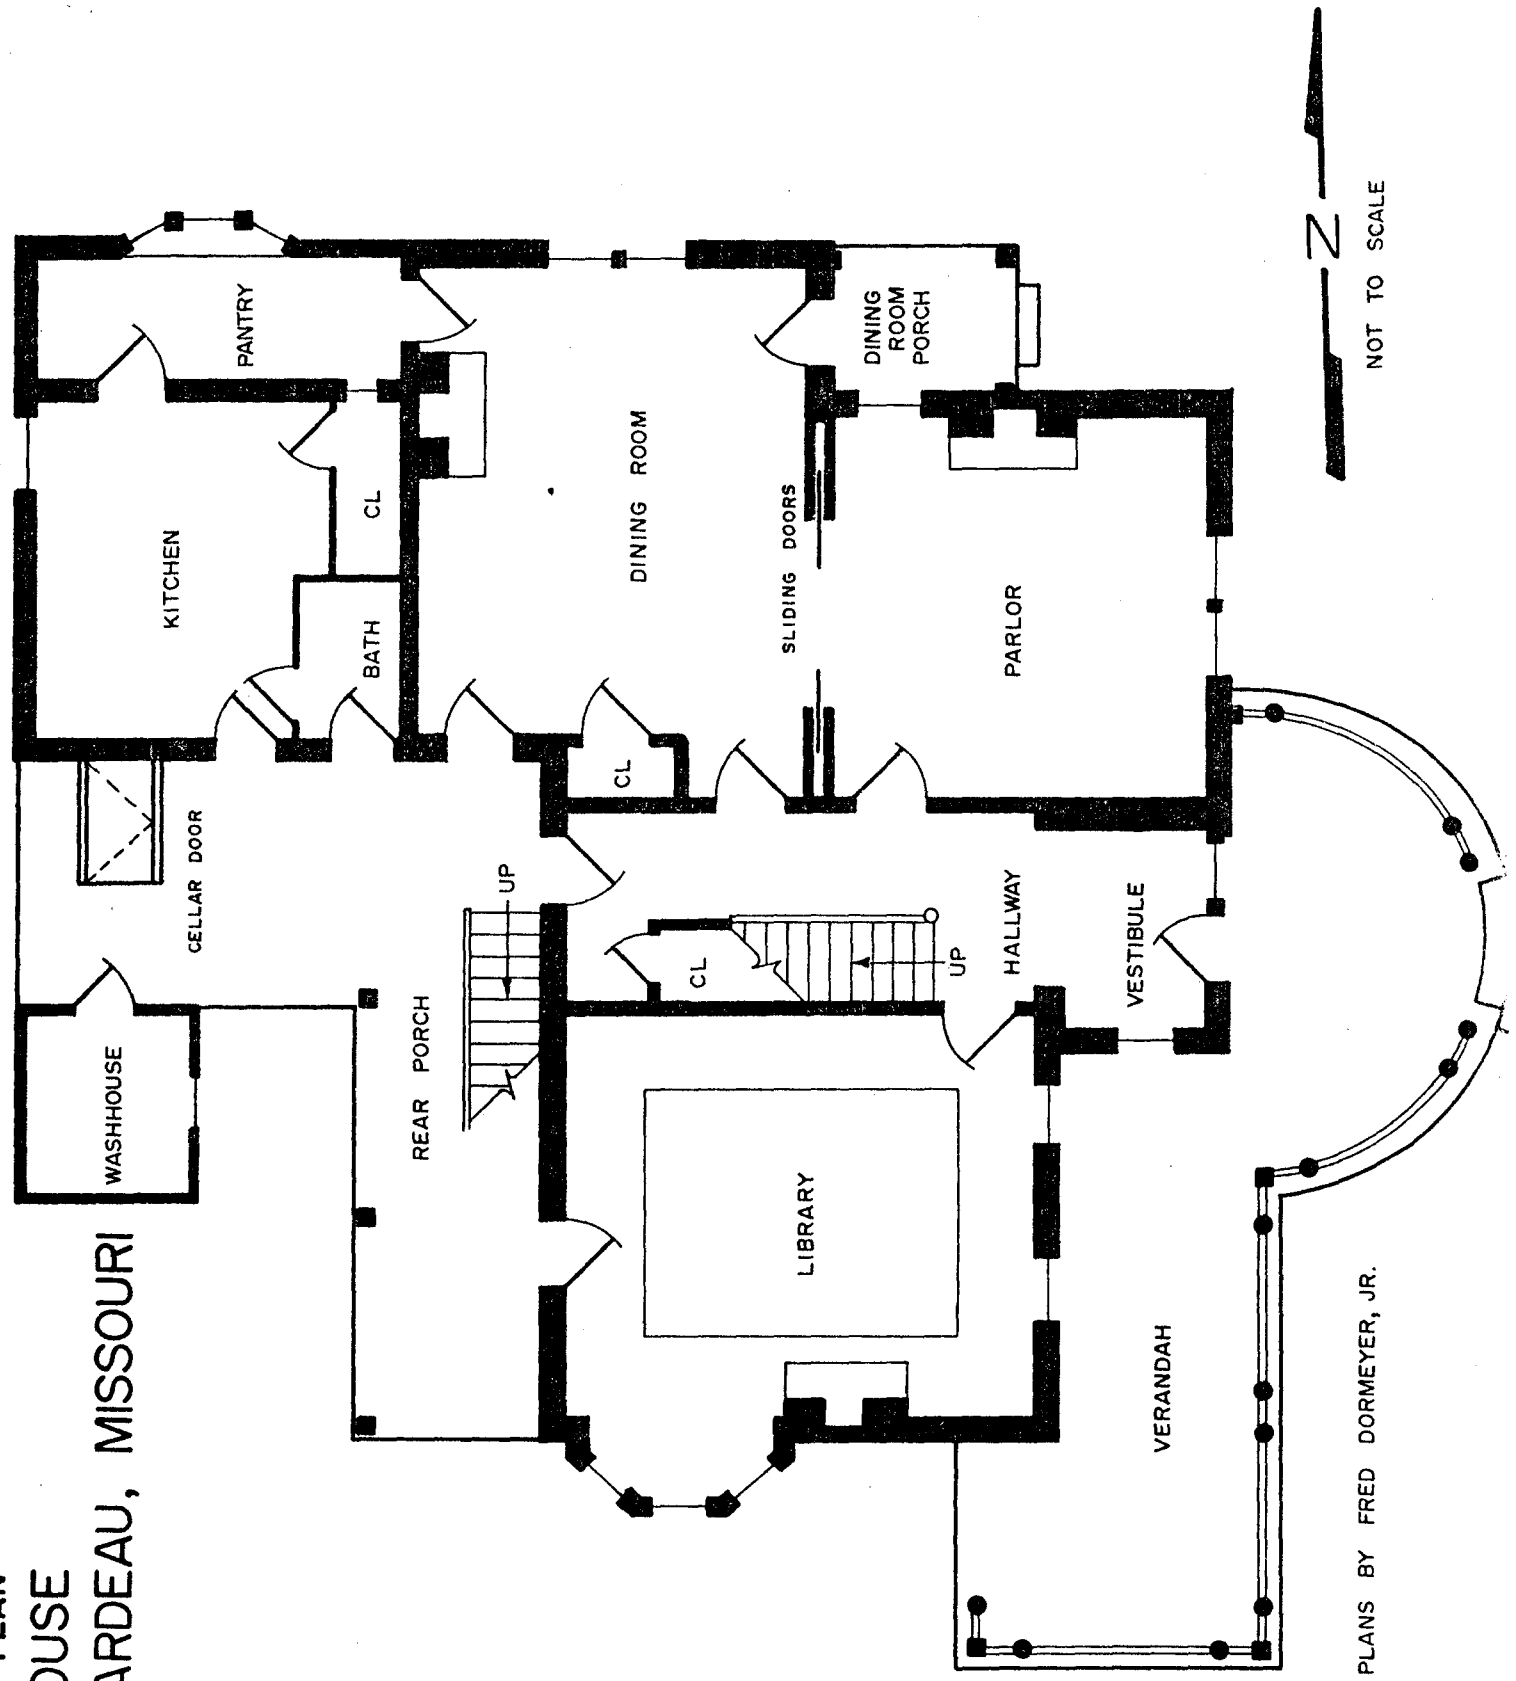 PLAN
OUSE
ARDEAU, MISSOURI
WASHHOUSE
CELLAR DOOR
KITCHEN
PANTRY
BATH
CL
REAR PORCH
UP
CL
DINING ROOM
CL
UP
HALLWAY
LIBRARY
SLIDING DOORS
DINING
ROOM
PORCH
PARLOR
VESTIBULE
VERANDAH
N
NOT TO SCALE
PLANS BY FRED DORMEYER, JR.